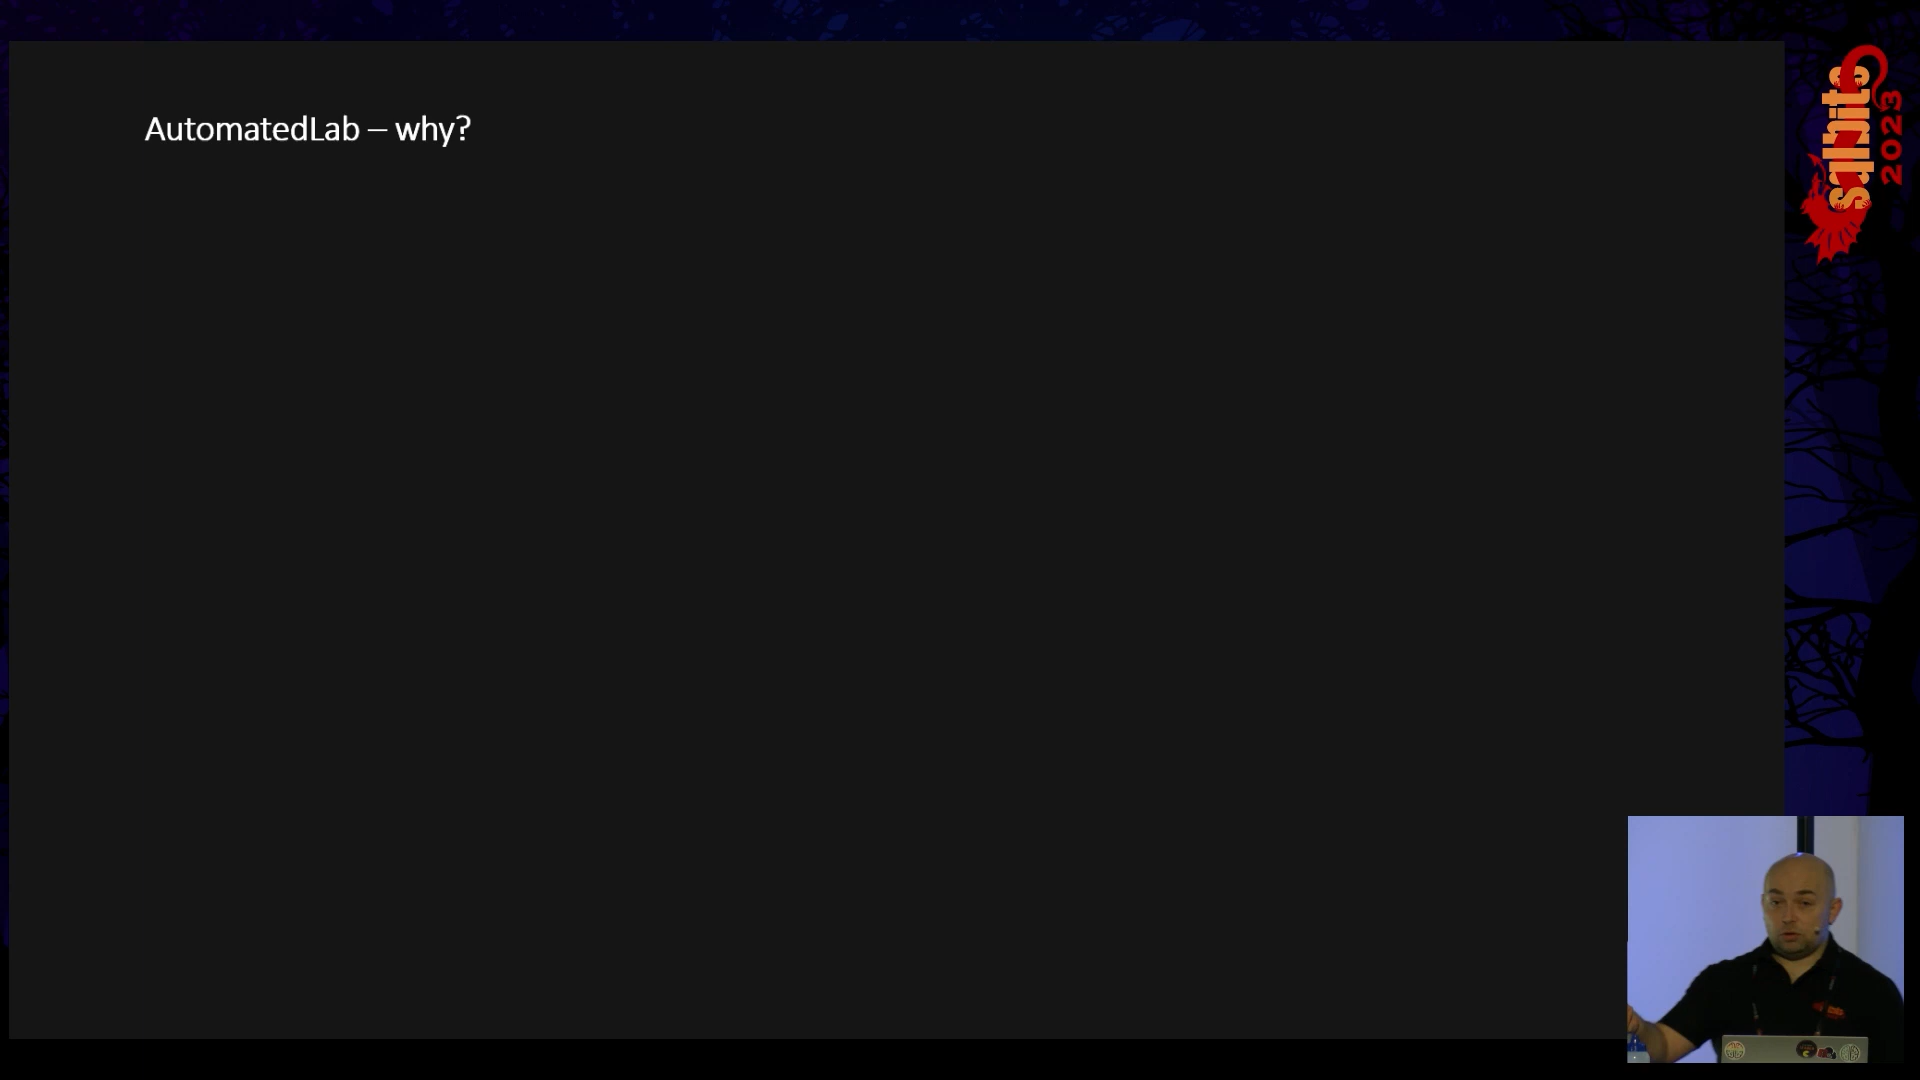 AutomatedLab – why?
sqlbits
2023